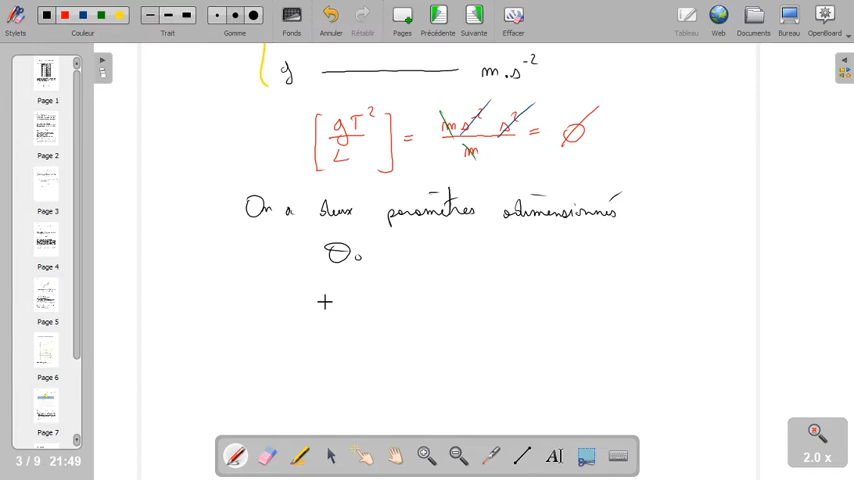 Stylets
Couleur
Trait
Gomme
Fonds
Annuler
Rétablir
Pages
Précédente
Suivante
Effacer
Tableau
Web
Documents
Bureau
OpenBoard
g ——— m.s⁻²
[gT²/L] = m s⁻² s²/m = ∅
On a deux paramètres adimensionnés
θ₀
Page 1
Page 2
Page 3
Page 4
Page 5
Page 6
Page 7
3 / 9 21:49
2.0 x